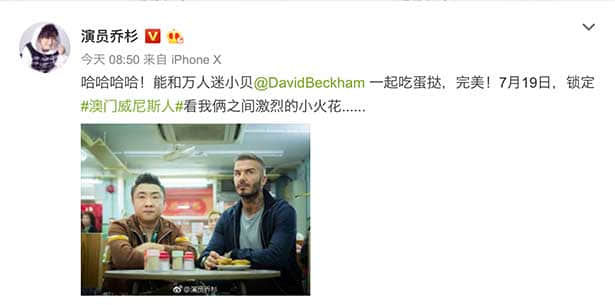 演员乔杉
今天 08:50 来自 iPhone X
哈哈哈哈！能和万人迷小贝@DavidBeckham 一起吃蛋挞，完美！7月19日，锁定
#澳门威尼斯人#看我俩之间激烈的小火花......
@演员乔杉